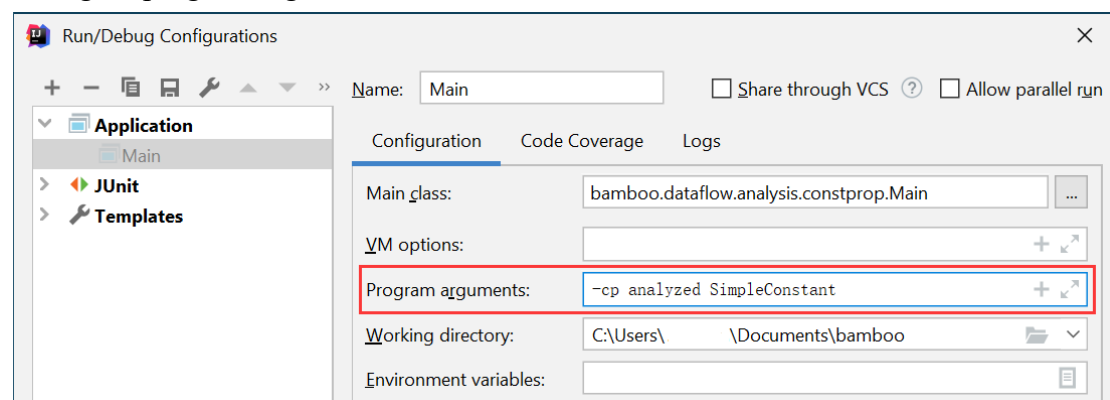 Run/Debug Configurations
Name: Main Share through VCS ? Allow parallel run
Application
Main
JUnit
Templates
Configuration Code Coverage Logs
Main class: bamboo.dataflow.analysis.constprop.Main ...
VM options:
Program arguments: -cp analyzed SimpleConstant
Working directory: C:\Users\ \Documents\bamboo
Environment variables: